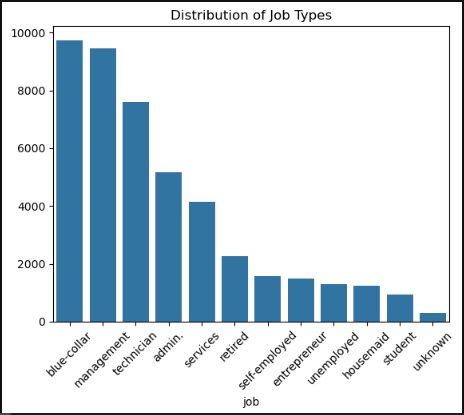 Distribution of Job Types
10000
8000
6000
4000
2000
0
blue-collar
management
technician
admin.
services
retired
self-employed
entrepreneur
unemployed
housemaid
student
unknown
job